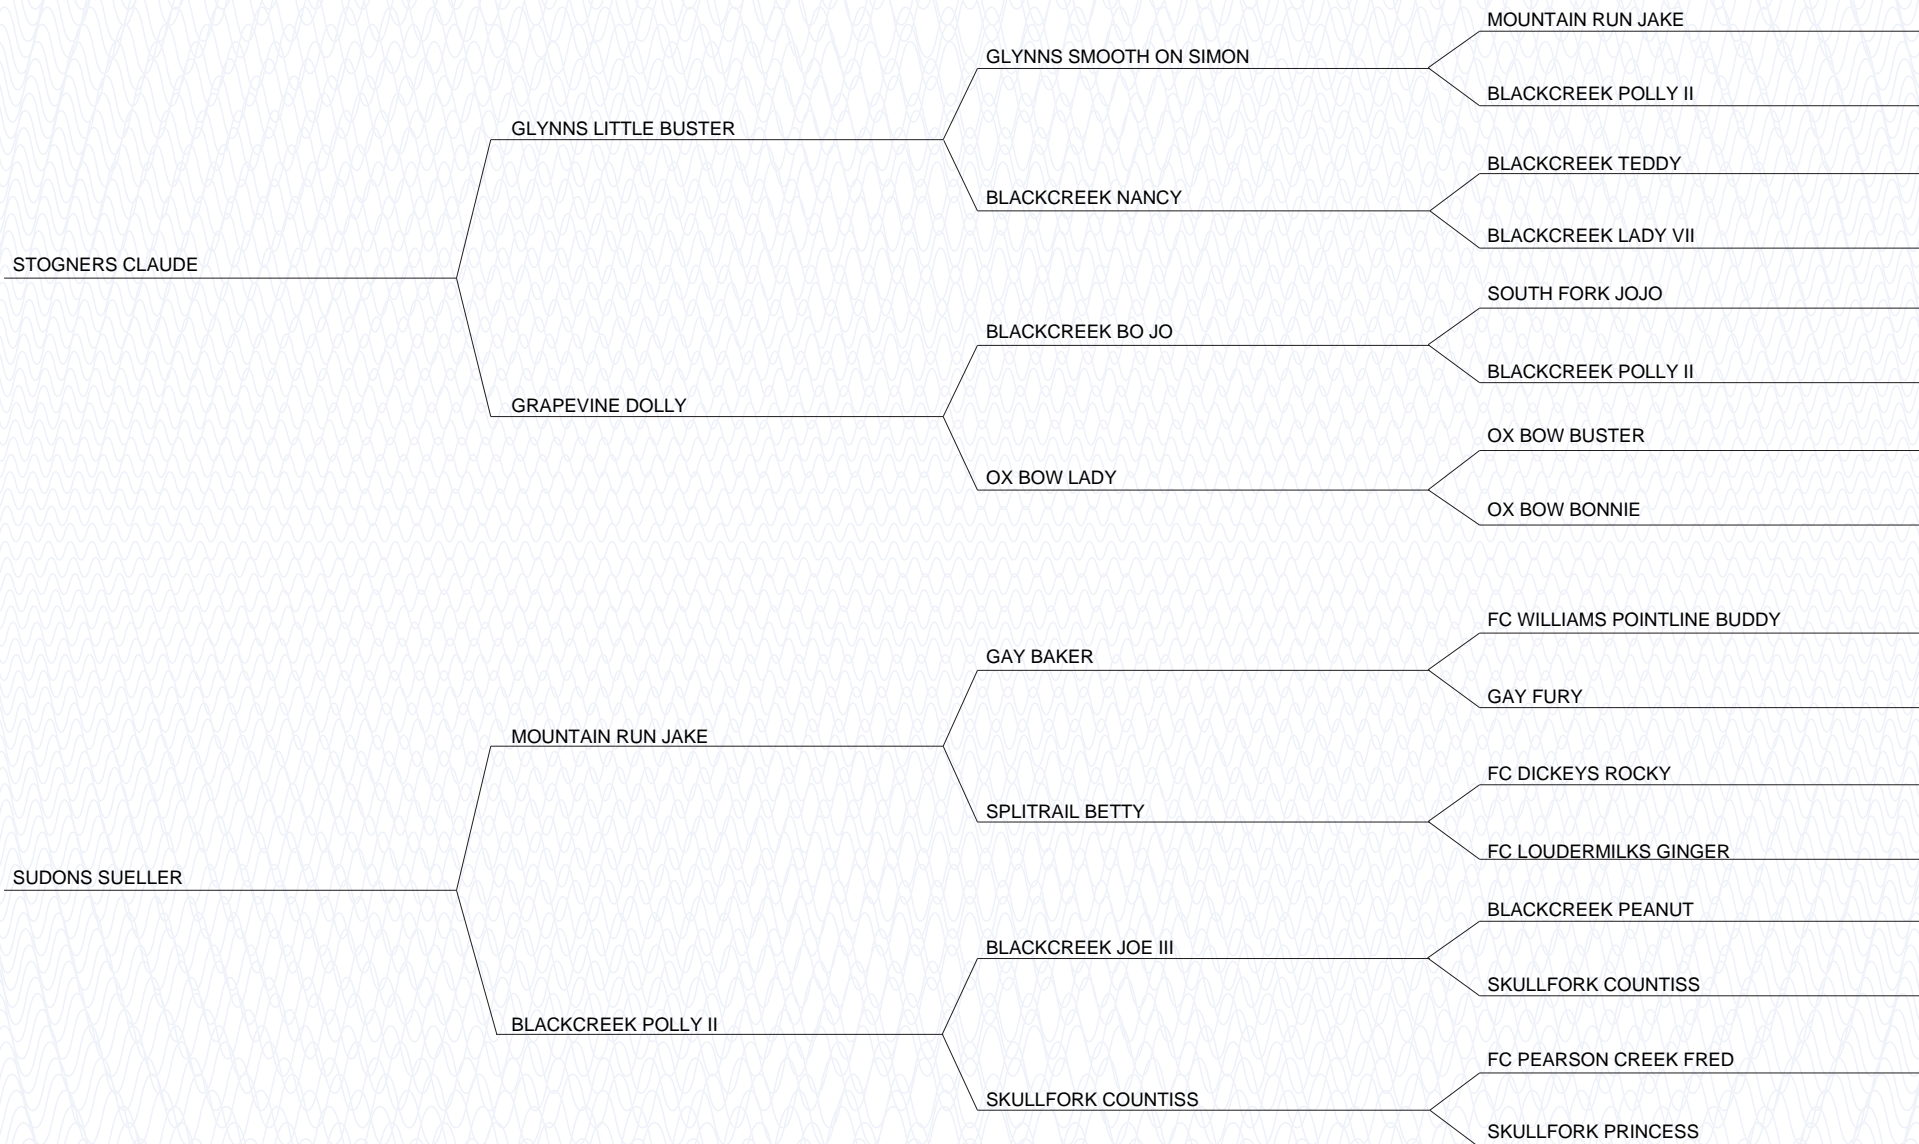 MOUNTAIN RUN JAKE
GLYNNS SMOOTH ON SIMON
BLACKCREEK POLLY II
GLYNNS LITTLE BUSTER
BLACKCREEK TEDDY
BLACKCREEK NANCY
BLACKCREEK LADY VII
STOGNERS CLAUDE
SOUTH FORK JOJO
BLACKCREEK BO JO
BLACKCREEK POLLY II
GRAPEVINE DOLLY
OX BOW BUSTER
OX BOW LADY
OX BOW BONNIE
FC WILLIAMS POINTLINE BUDDY
GAY BAKER
GAY FURY
MOUNTAIN RUN JAKE
FC DICKEYS ROCKY
SPLITRAIL BETTY
FC LOUDERMILKS GINGER
SUDONS SUELLER
BLACKCREEK PEANUT
BLACKCREEK JOE III
SKULLFORK COUNTISS
BLACKCREEK POLLY II
FC PEARSON CREEK FRED
SKULLFORK COUNTISS
SKULLFORK PRINCESS